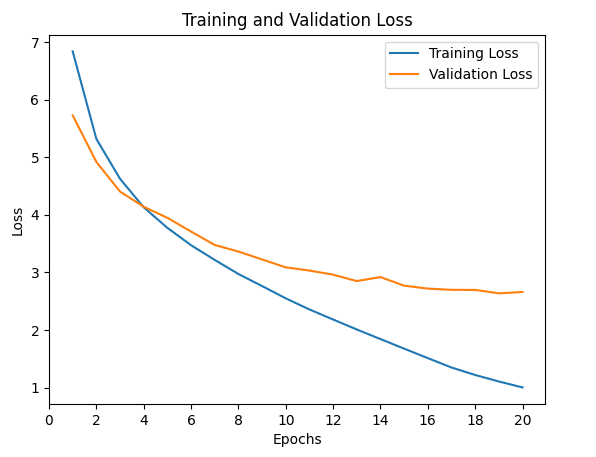 Training and Validation Loss
Training Loss
Validation Loss
7
6
5
4
3
2
1
Loss
0 2 4 6 8 10 12 14 16 18 20
Epochs